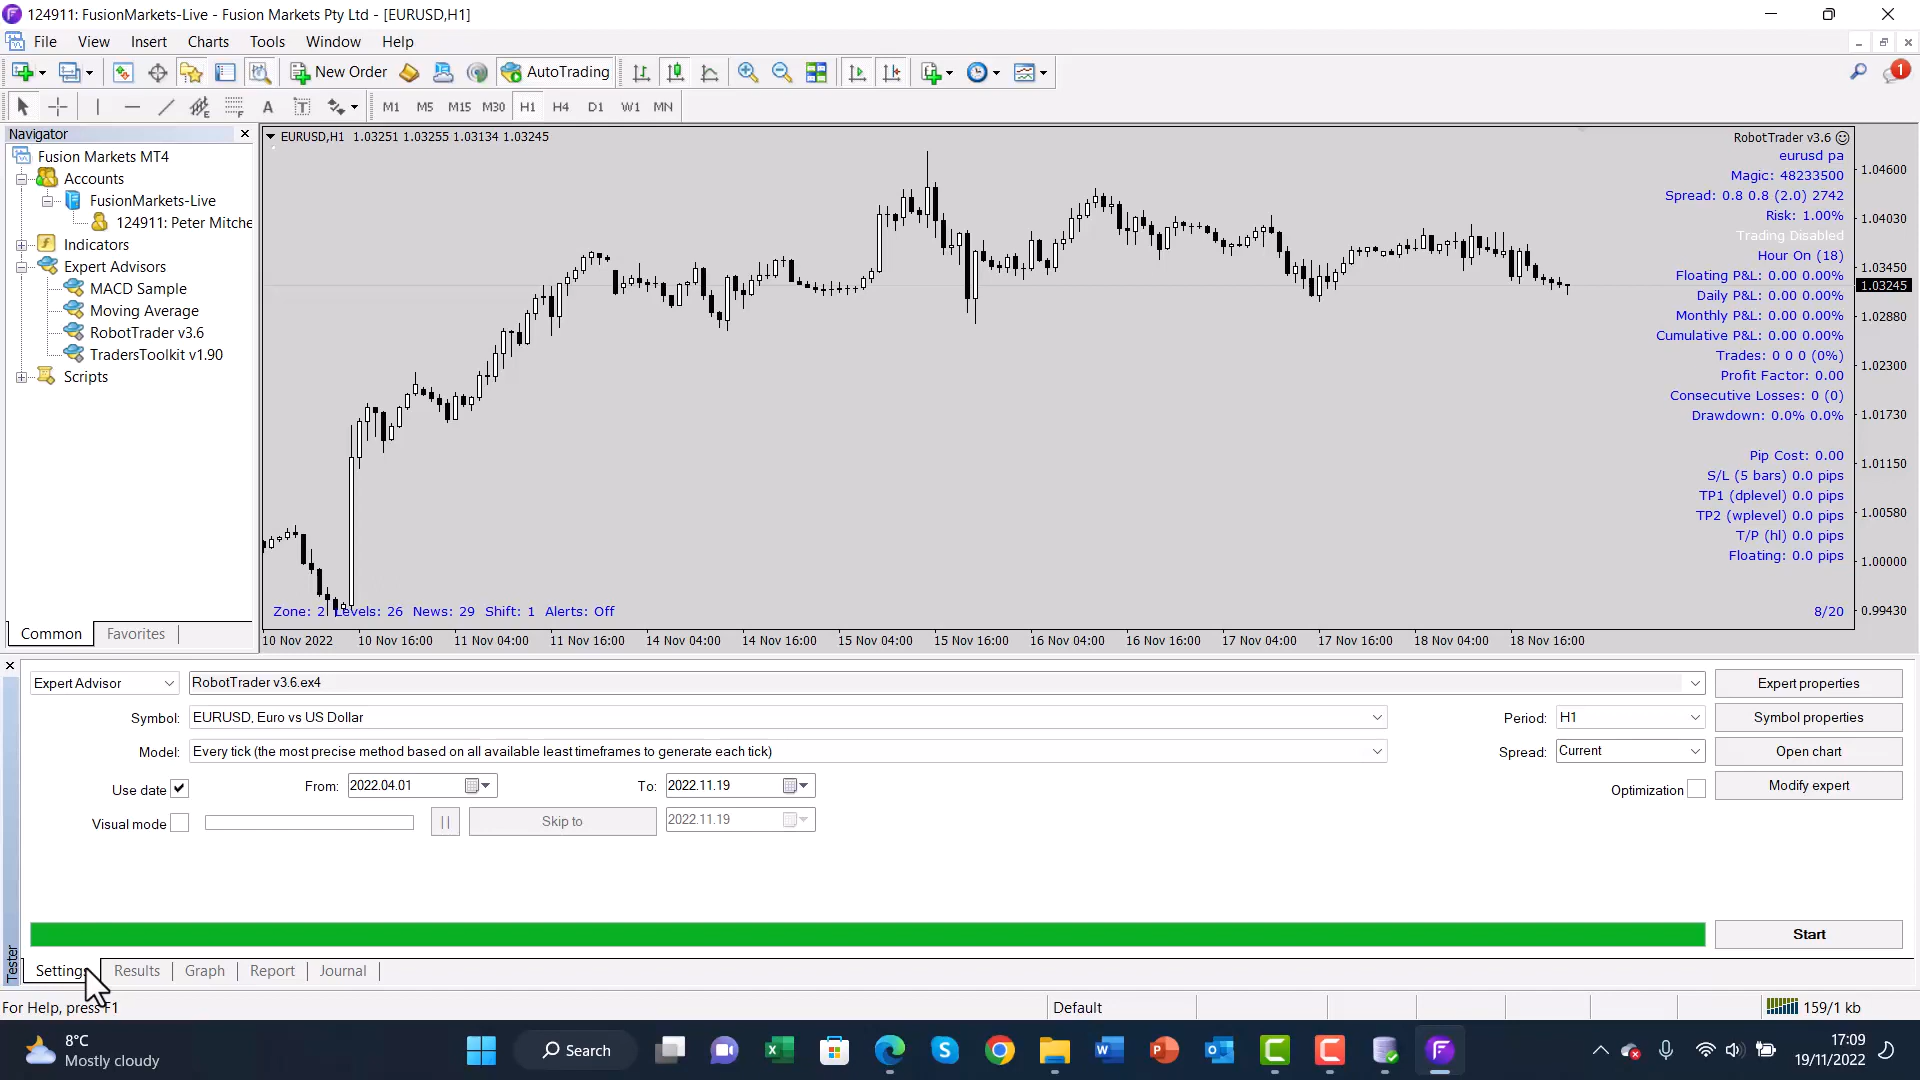 124911: FusionMarkets-Live - Fusion Markets Pty Ltd - [EURUSD,H1]
File View Insert Charts Tools Window Help
New Order AutoTrading 1
A T M1 M5 M15 M30 H1 H4 D1 W1 MN
Navigator
Fusion Markets MT4
Accounts
FusionMarkets-Live
124911: Peter Mitche
Indicators
Expert Advisors
MACD Sample
Moving Average
RobotTrader v3.6
TradersToolkit v1.90
Scripts
Common Favorites
EURUSD,H1 1.03251 1.03255 1.03134 1.03245
RobotTrader v3.6
eurusd pa
Magic: 48233500
Spread: 0.8 0.8 (2.0) 2742
Risk: 1.00%
Trading Disabled
Hour On (18)
Floating P&L: 0.00 0.00%
Daily P&L: 0.00 0.00%
Monthly P&L: 0.00 0.00%
Cumulative P&L: 0.00 0.00%
Trades: 0 0 0 (0%)
Profit Factor: 0.00
Consecutive Losses: 0 (0)
Drawdown: 0.0% 0.0%
Pip Cost: 0.00
S/L (5 bars) 0.0 pips
TP1 (dplevel) 0.0 pips
TP2 (wplevel) 0.0 pips
T/P (hl) 0.0 pips
Floating: 0.0 pips
8/20
1.04600
1.04030
1.03450
1.03245
1.02880
1.02300
1.01730
1.01150
1.00580
1.00000
0.99430
Zone: 2 Levels: 26 News: 29 Shift: 1 Alerts: Off
10 Nov 2022 10 Nov 16:00 11 Nov 04:00 11 Nov 16:00 14 Nov 04:00 14 Nov 16:00 15 Nov 04:00 15 Nov 16:00 16 Nov 04:00 16 Nov 16:00 17 Nov 04:00 17 Nov 16:00 18 Nov 04:00 18 Nov 16:00
Expert Advisor RobotTrader v3.6.ex4 Expert properties
Symbol: EURUSD, Euro vs US Dollar Period: H1 Symbol properties
Model: Every tick (the most precise method based on all available least timeframes to generate each tick) Spread: Current Open chart
Use date From: 2022.04.01 To: 2022.11.19 Optimization Modify expert
Visual mode Skip to 2022.11.19
Start
Tester
Settings Results Graph Report Journal
For Help, press F1 Default 159/1 kb
8°C
Mostly cloudy
Search
17:09
19/11/2022